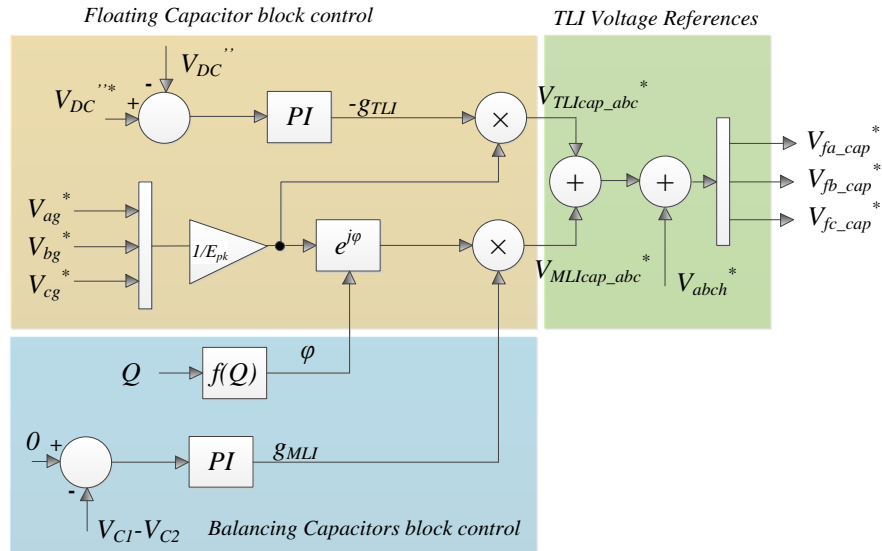 Floating Capacitor block control
TLI Voltage References
V_DC''
-
V_DC''*
+
PI
-g_TLI
×
V_TLIcap_abc*
V_fa_cap*
V_fb_cap*
V_fc_cap*
+
+
V_ag*
V_bg*
V_cg*
1/E_pk
e^jφ
×
V_MLIcap_abc*
V_abch*
Q
f(Q)
φ
0
+
-
PI
g_MLI
V_C1-V_C2
Balancing Capacitors block control